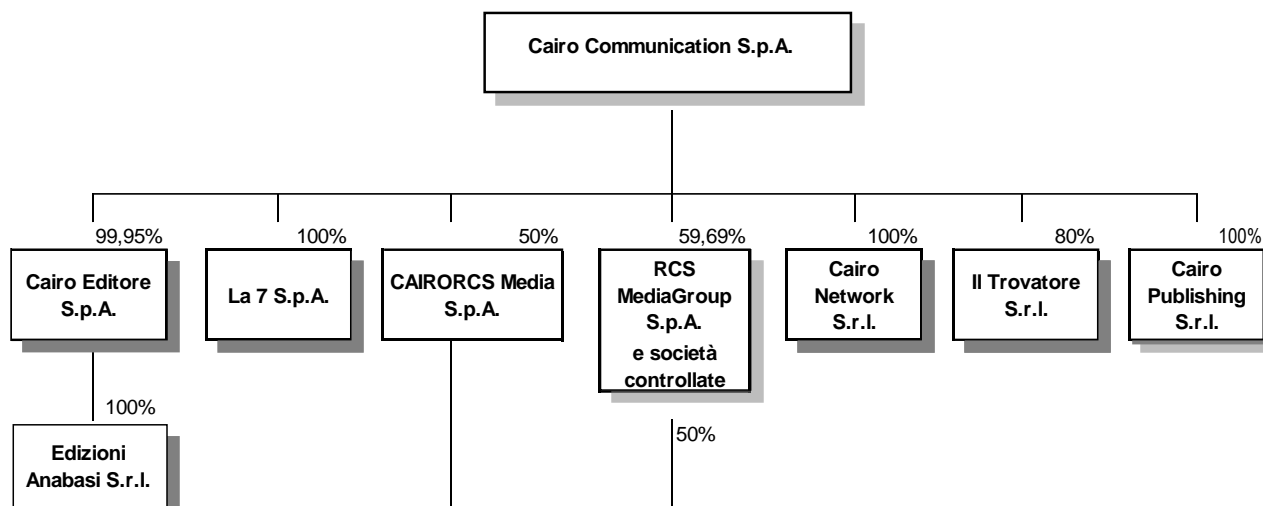 Cairo Communication S.p.A.
99,95%
100%
50%
59,69%
100%
80%
100%
Cairo Editore
S.p.A.
La 7 S.p.A.
CAIRORCS Media
S.p.A.
RCS
MediaGroup
S.p.A.
e società
controllate
Cairo
Network
S.r.l.
Il Trovatore
S.r.l.
Cairo
Publishing
S.r.l.
100%
50%
Edizioni
Anabasi S.r.l.